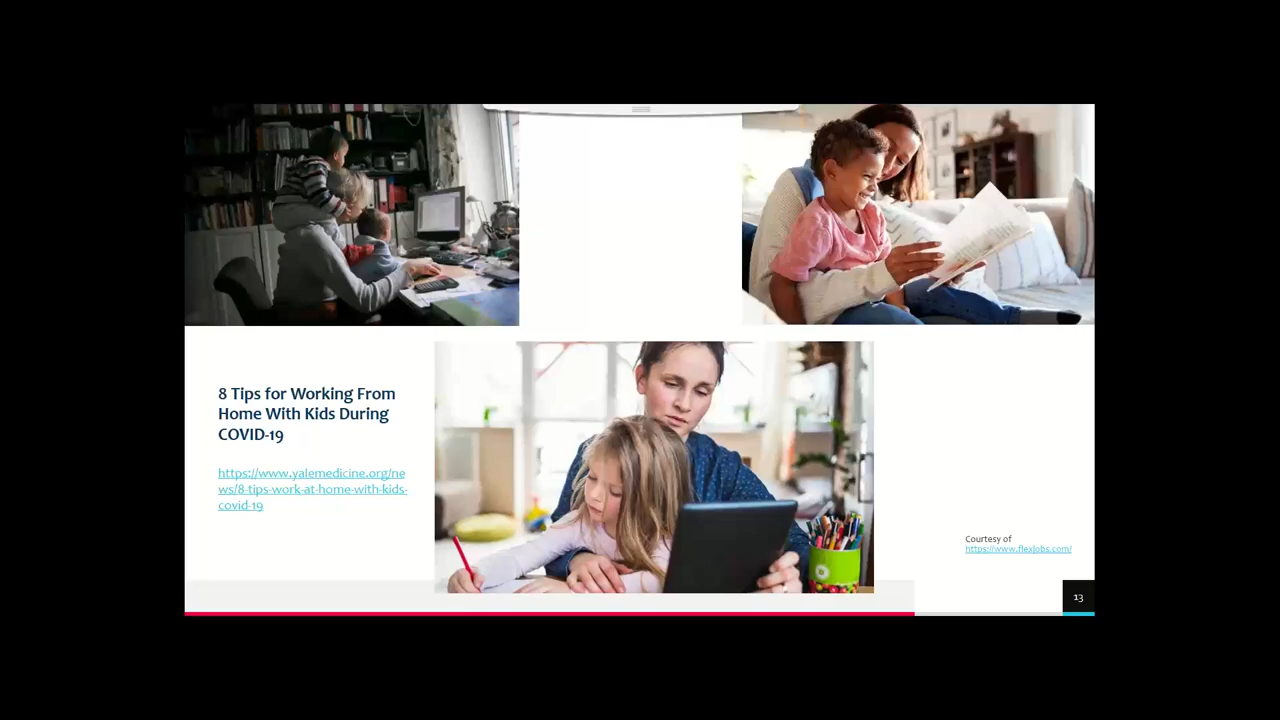 8 Tips for Working From
Home With Kids During
COVID-19
https://www.yalemedicine.org/ne
ws/8-tips-work-at-home-with-kids-
covid-19
Courtesy of
https://www.flexjobs.com/
13